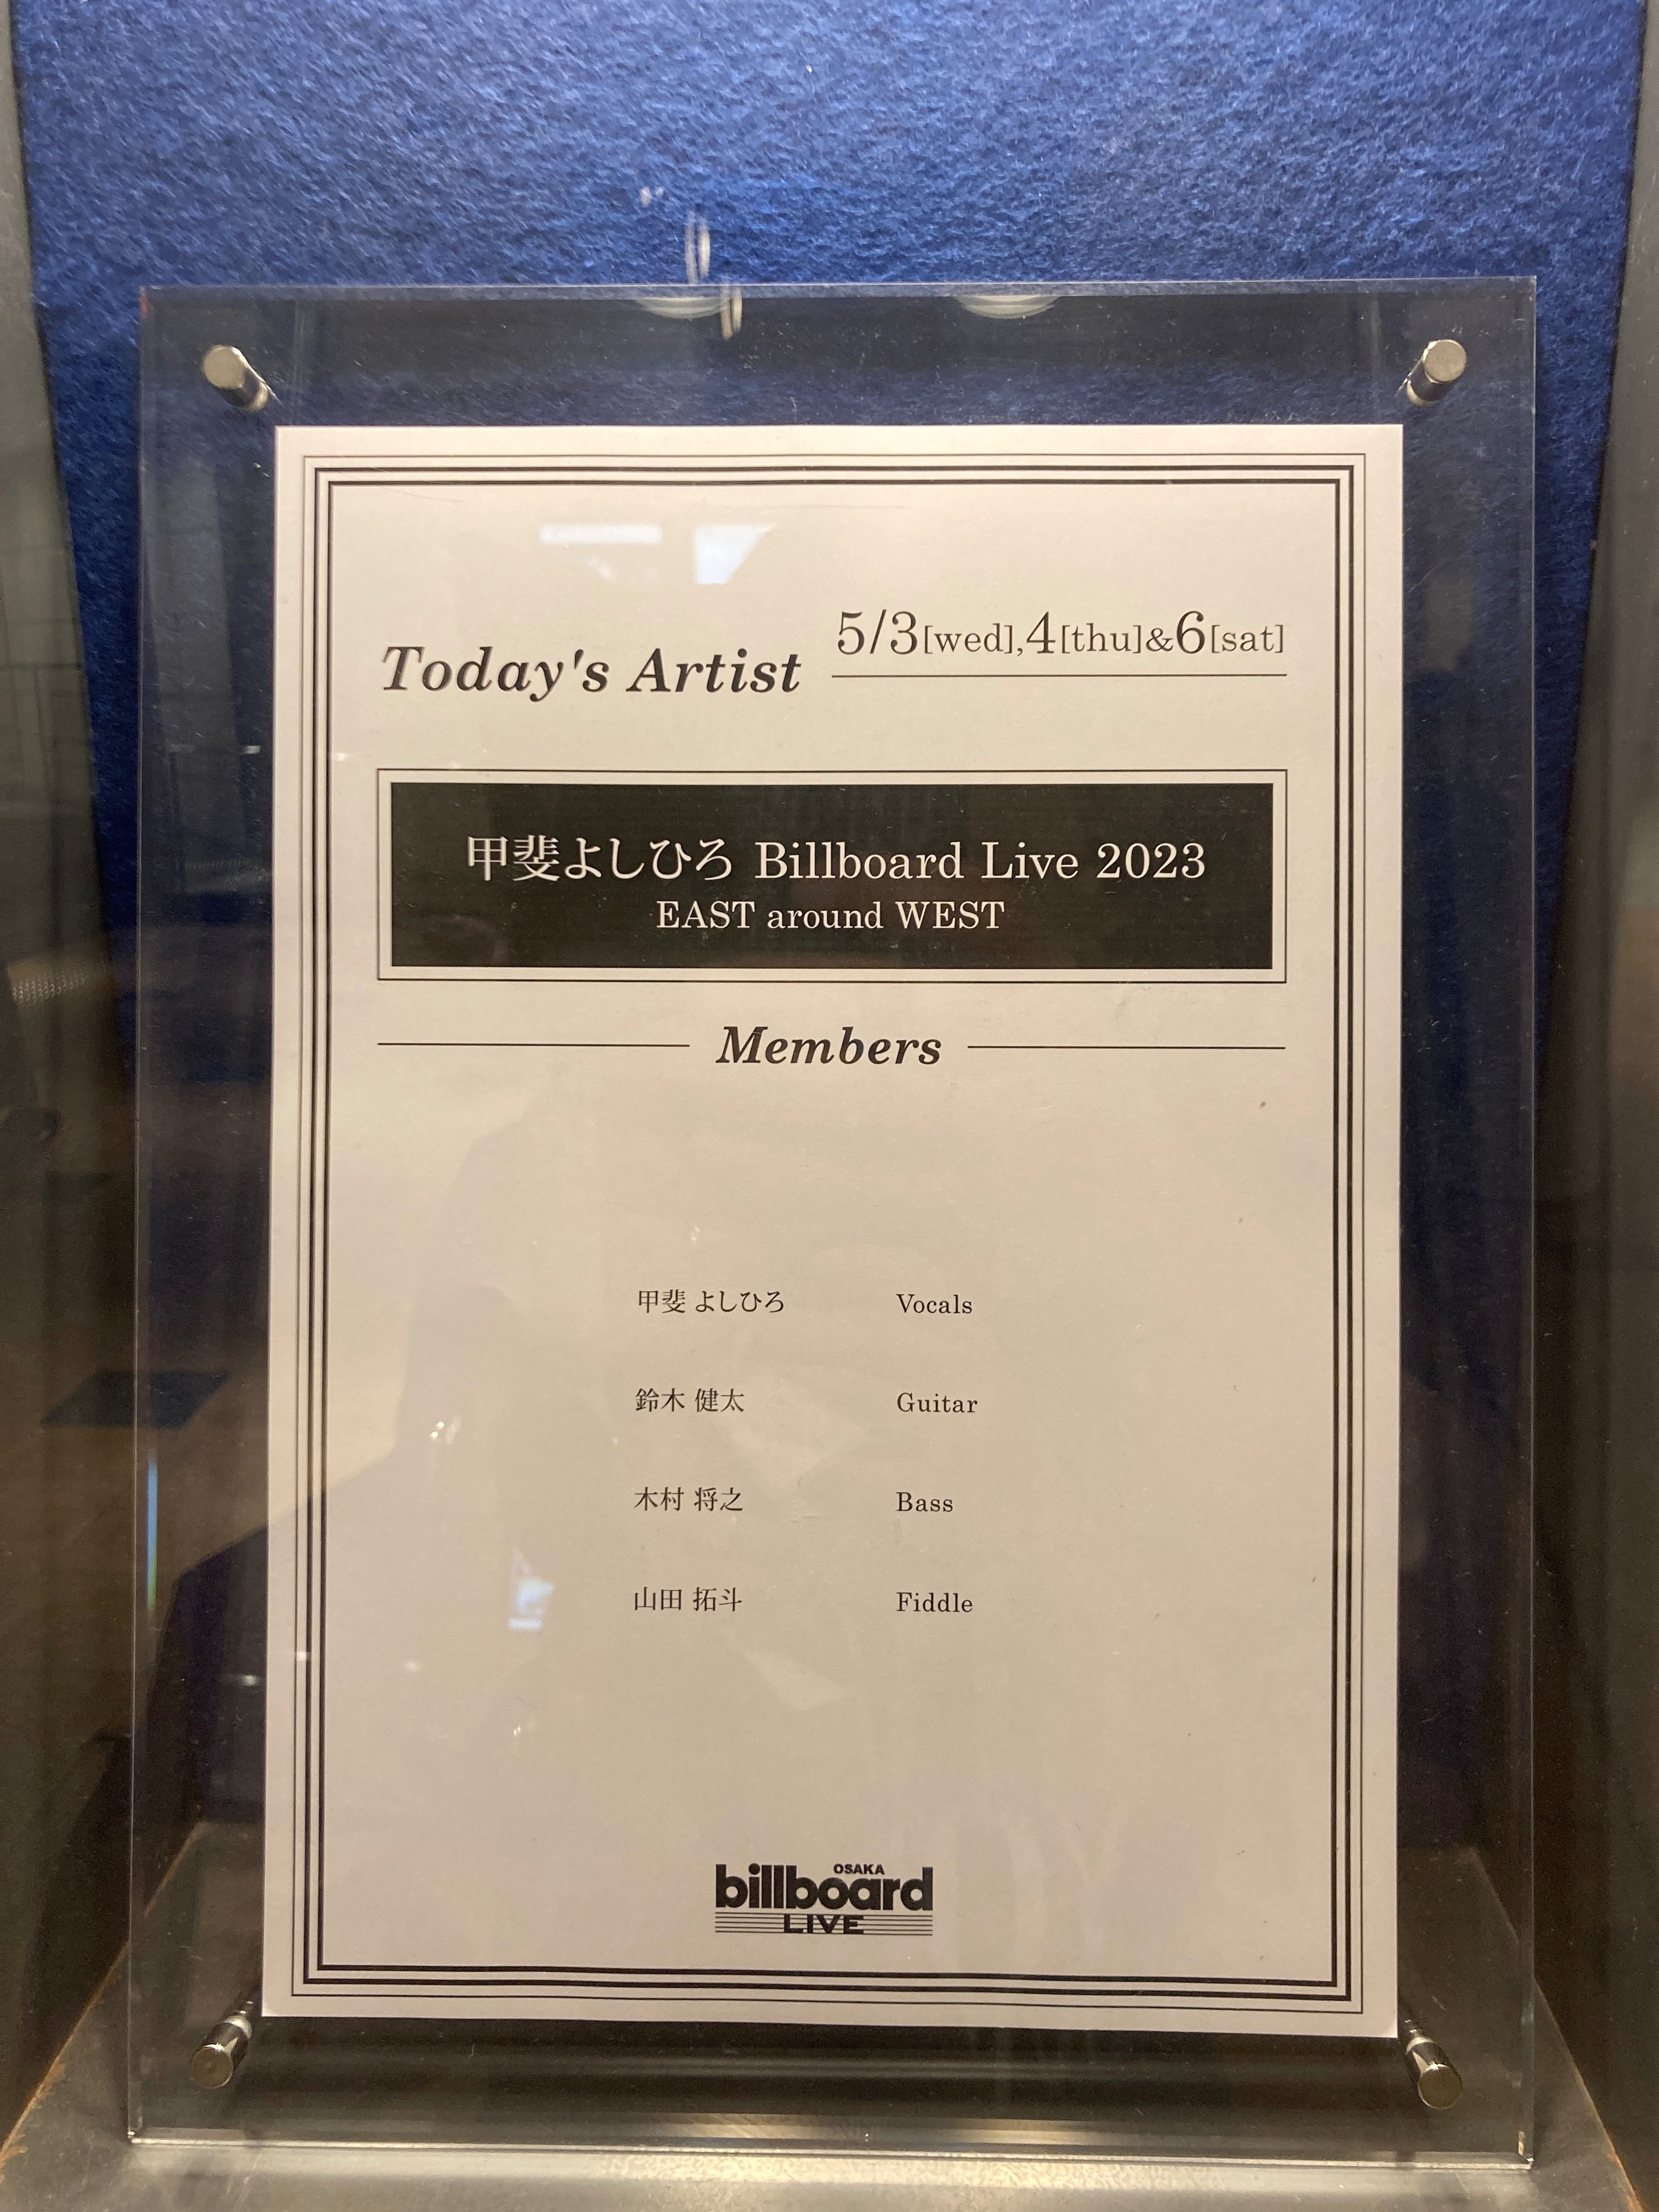 Today's Artist 5/3[wed],4[thu]&6[sat]
甲斐よしひろ Billboard Live 2023
EAST around WEST
Members
甲斐 よしひろ Vocals
鈴木 健太 Guitar
木村 将之 Bass
山田 拓斗 Fiddle
OSAKA
billboard
LIVE